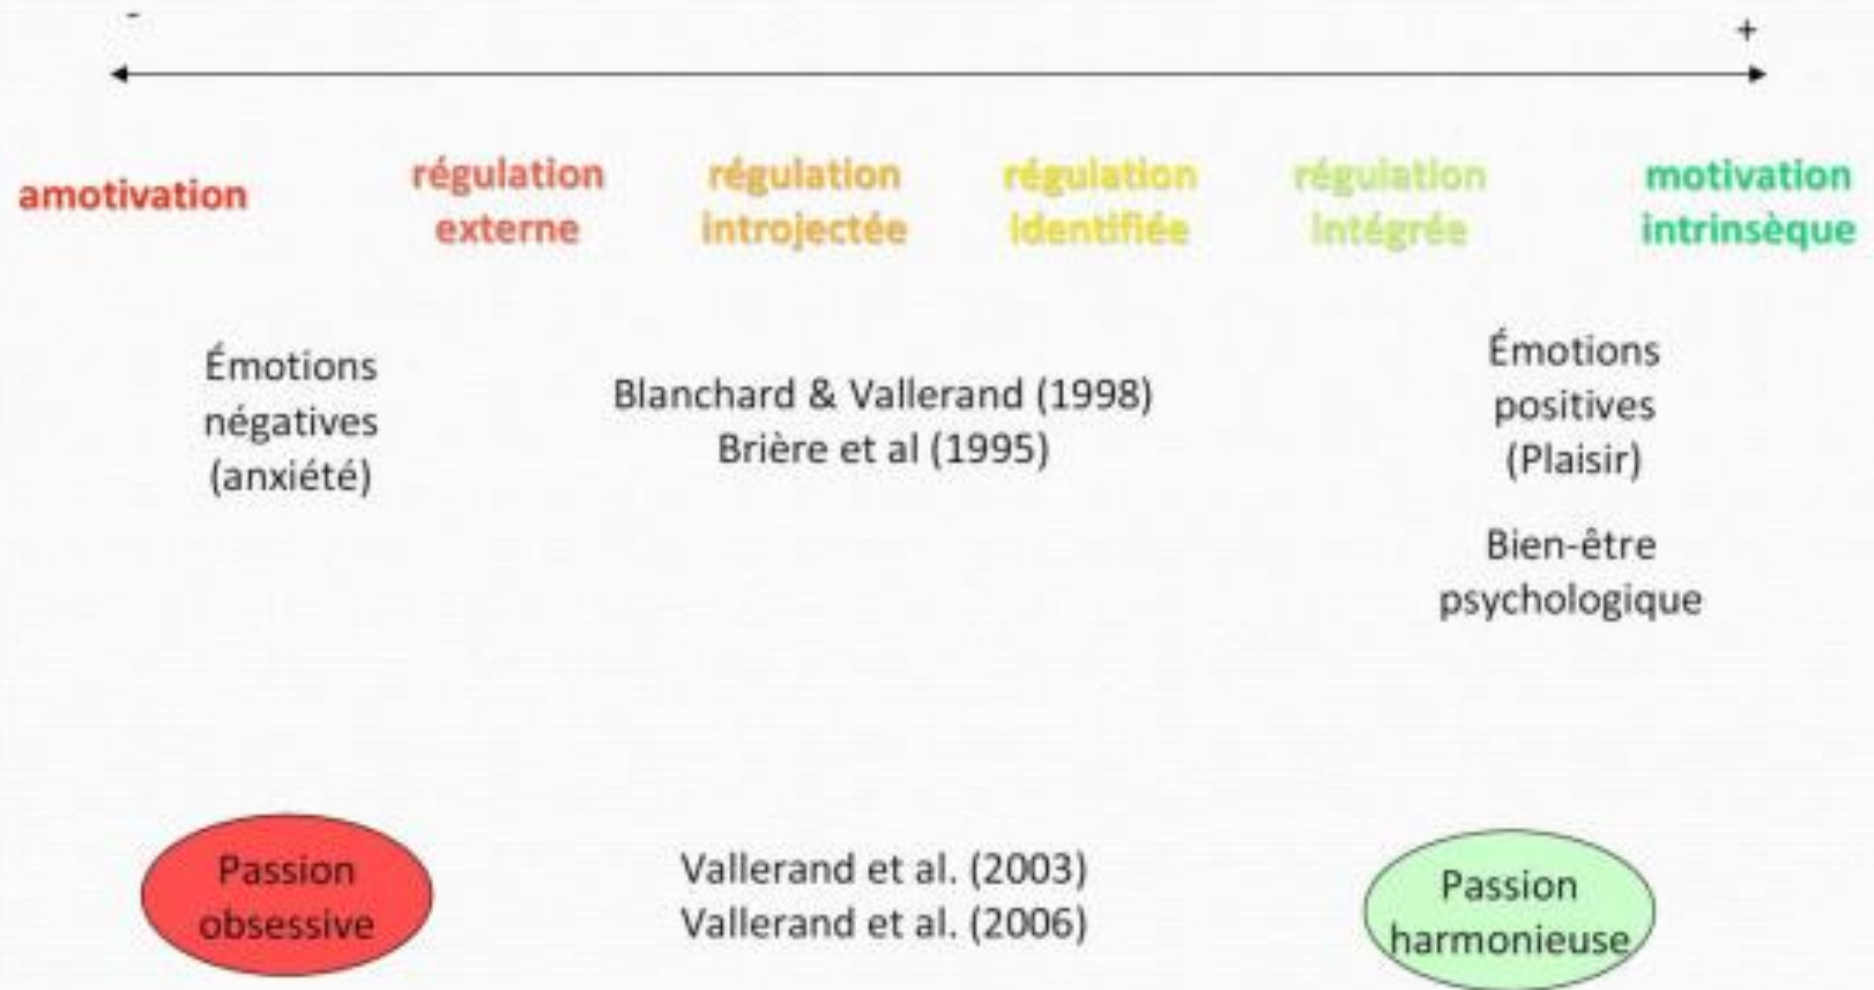 -
+
amotivation
régulation
externe
régulation
introjectée
régulation
identifiée
régulation
intégrée
motivation
intrinsèque
Émotions
négatives
(anxiété)
Blanchard & Vallerand (1998)
Brière et al (1995)
Émotions
positives
(Plaisir)
Bien-être
psychologique
Passion
obsessive
Vallerand et al. (2003)
Vallerand et al. (2006)
Passion
harmonieuse